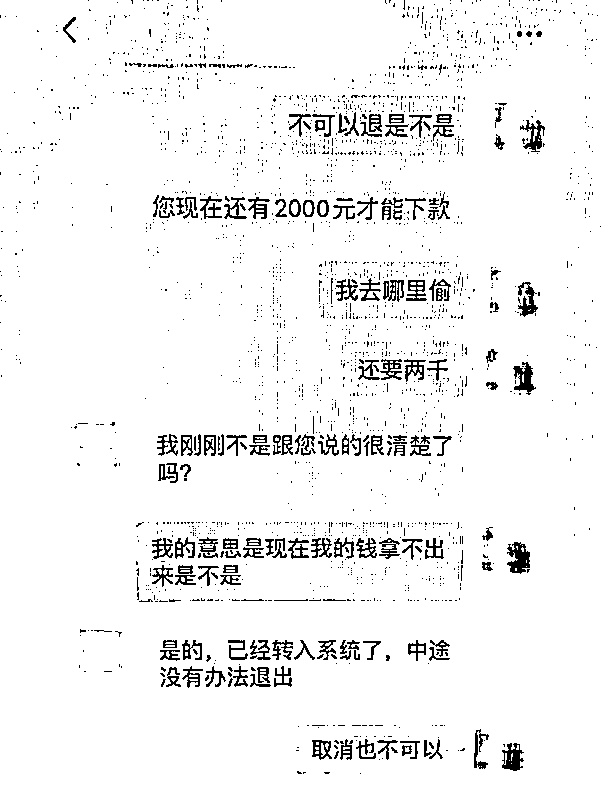 不可以退是不是
您现在还有2000元才能下款
我去哪里偷
还要两千
我刚刚不是跟您说的很清楚了
吗?
我的意思是现在我的钱拿不出
来是不是
是的，已经转入系统了，中途
没有办法退出
取消也不可以